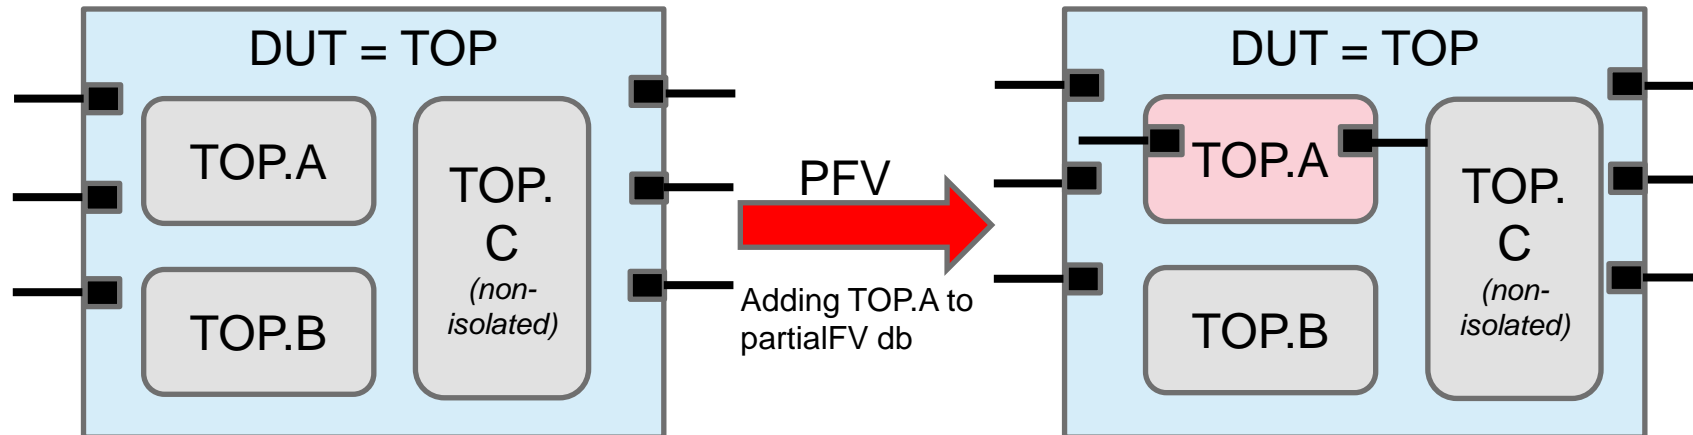 DUT = TOP
TOP.A
TOP.B
TOP.
C
(non-
isolated)
PFV
Adding TOP.A to
partialFV db
DUT = TOP
TOP.A
TOP.B
TOP.
C
(non-
isolated)